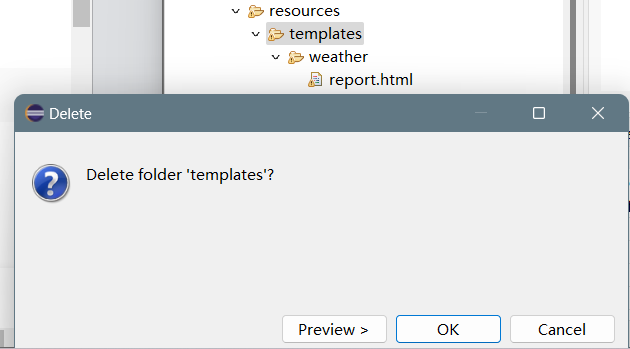 resources
templates
weather
report.html
Delete
Delete folder 'templates'?
Preview >
OK
Cancel